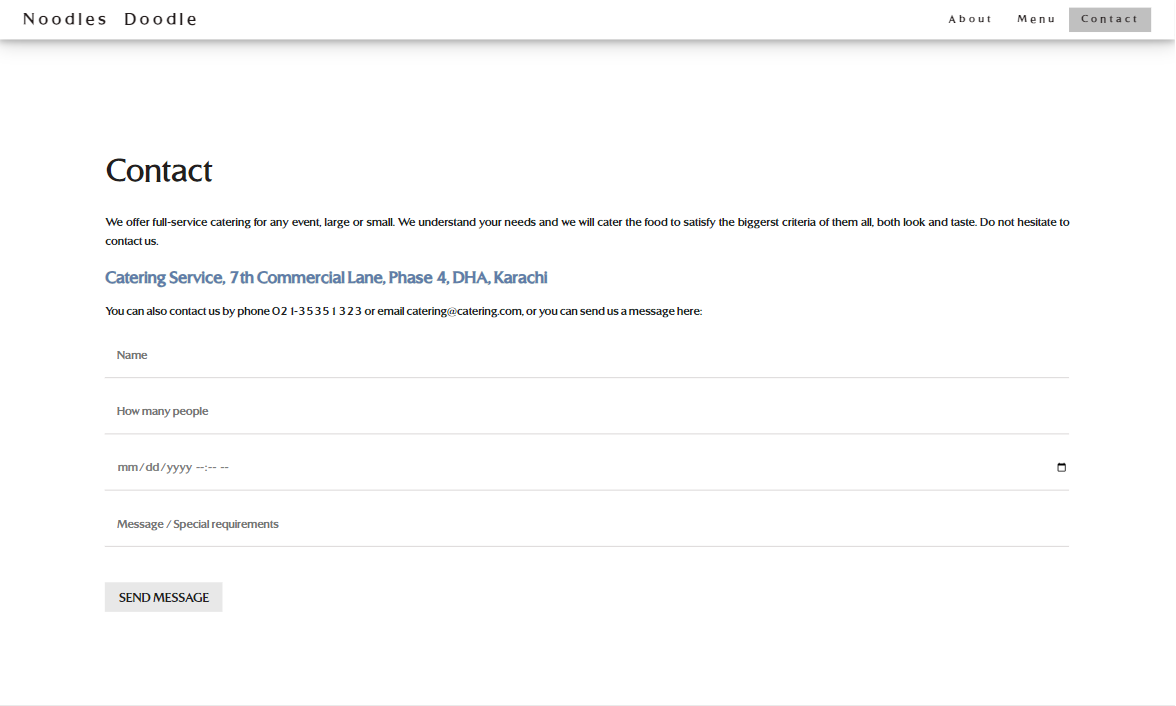 Noodles Doodle
About
Menu
Contact
Contact
We offer full-service catering for any event, large or small. We understand your needs and we will cater the food to satisfy the biggerst criteria of them all, both look and taste. Do not hesitate to
contact us.
Catering Service, 7th Commercial Lane, Phase 4, DHA, Karachi
You can also contact us by phone 021-35351323 or email catering@catering.com, or you can send us a message here:
Name
How many people
mm/dd/yyyy --:-- --
Message / Special requirements
SEND MESSAGE